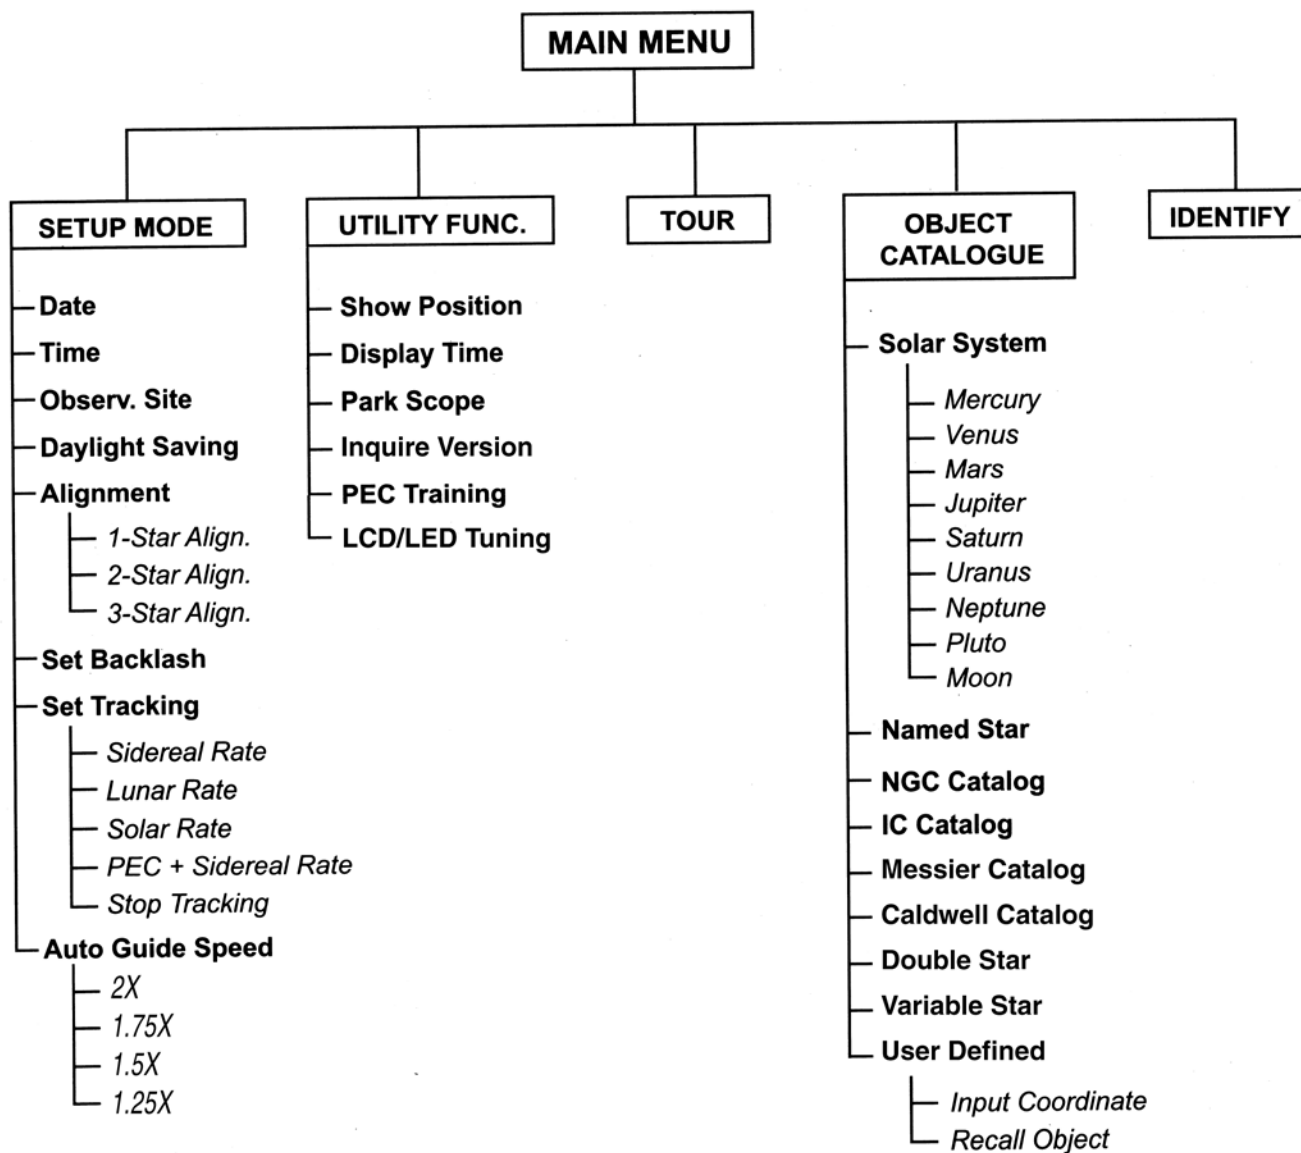 MAIN MENU
SETUP MODE
Date
Time
Observ. Site
Daylight Saving
Alignment
1-Star Align.
2-Star Align.
3-Star Align.
Set Backlash
Set Tracking
Sidereal Rate
Lunar Rate
Solar Rate
PEC + Sidereal Rate
Stop Tracking
Auto Guide Speed
2X
1.75X
1.5X
1.25X
UTILITY FUNC.
Show Position
Display Time
Park Scope
Inquire Version
PEC Training
LCD/LED Tuning
TOUR
OBJECT
CATALOGUE
Solar System
Mercury
Venus
Mars
Jupiter
Saturn
Uranus
Neptune
Pluto
Moon
Named Star
NGC Catalog
IC Catalog
Messier Catalog
Caldwell Catalog
Double Star
Variable Star
User Defined
Input Coordinate
Recall Object
IDENTIFY